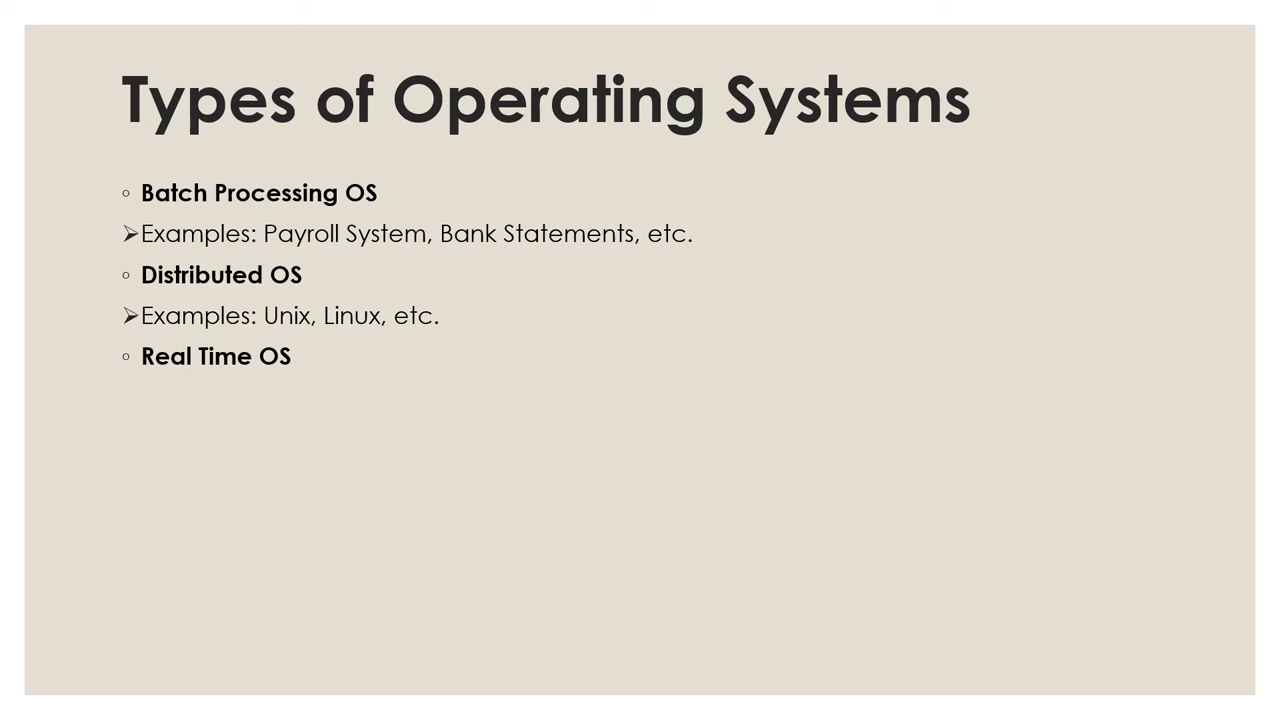 Types of Operating Systems
◦ Batch Processing OS
➢Examples: Payroll System, Bank Statements, etc.
◦ Distributed OS
➢Examples: Unix, Linux, etc.
◦ Real Time OS